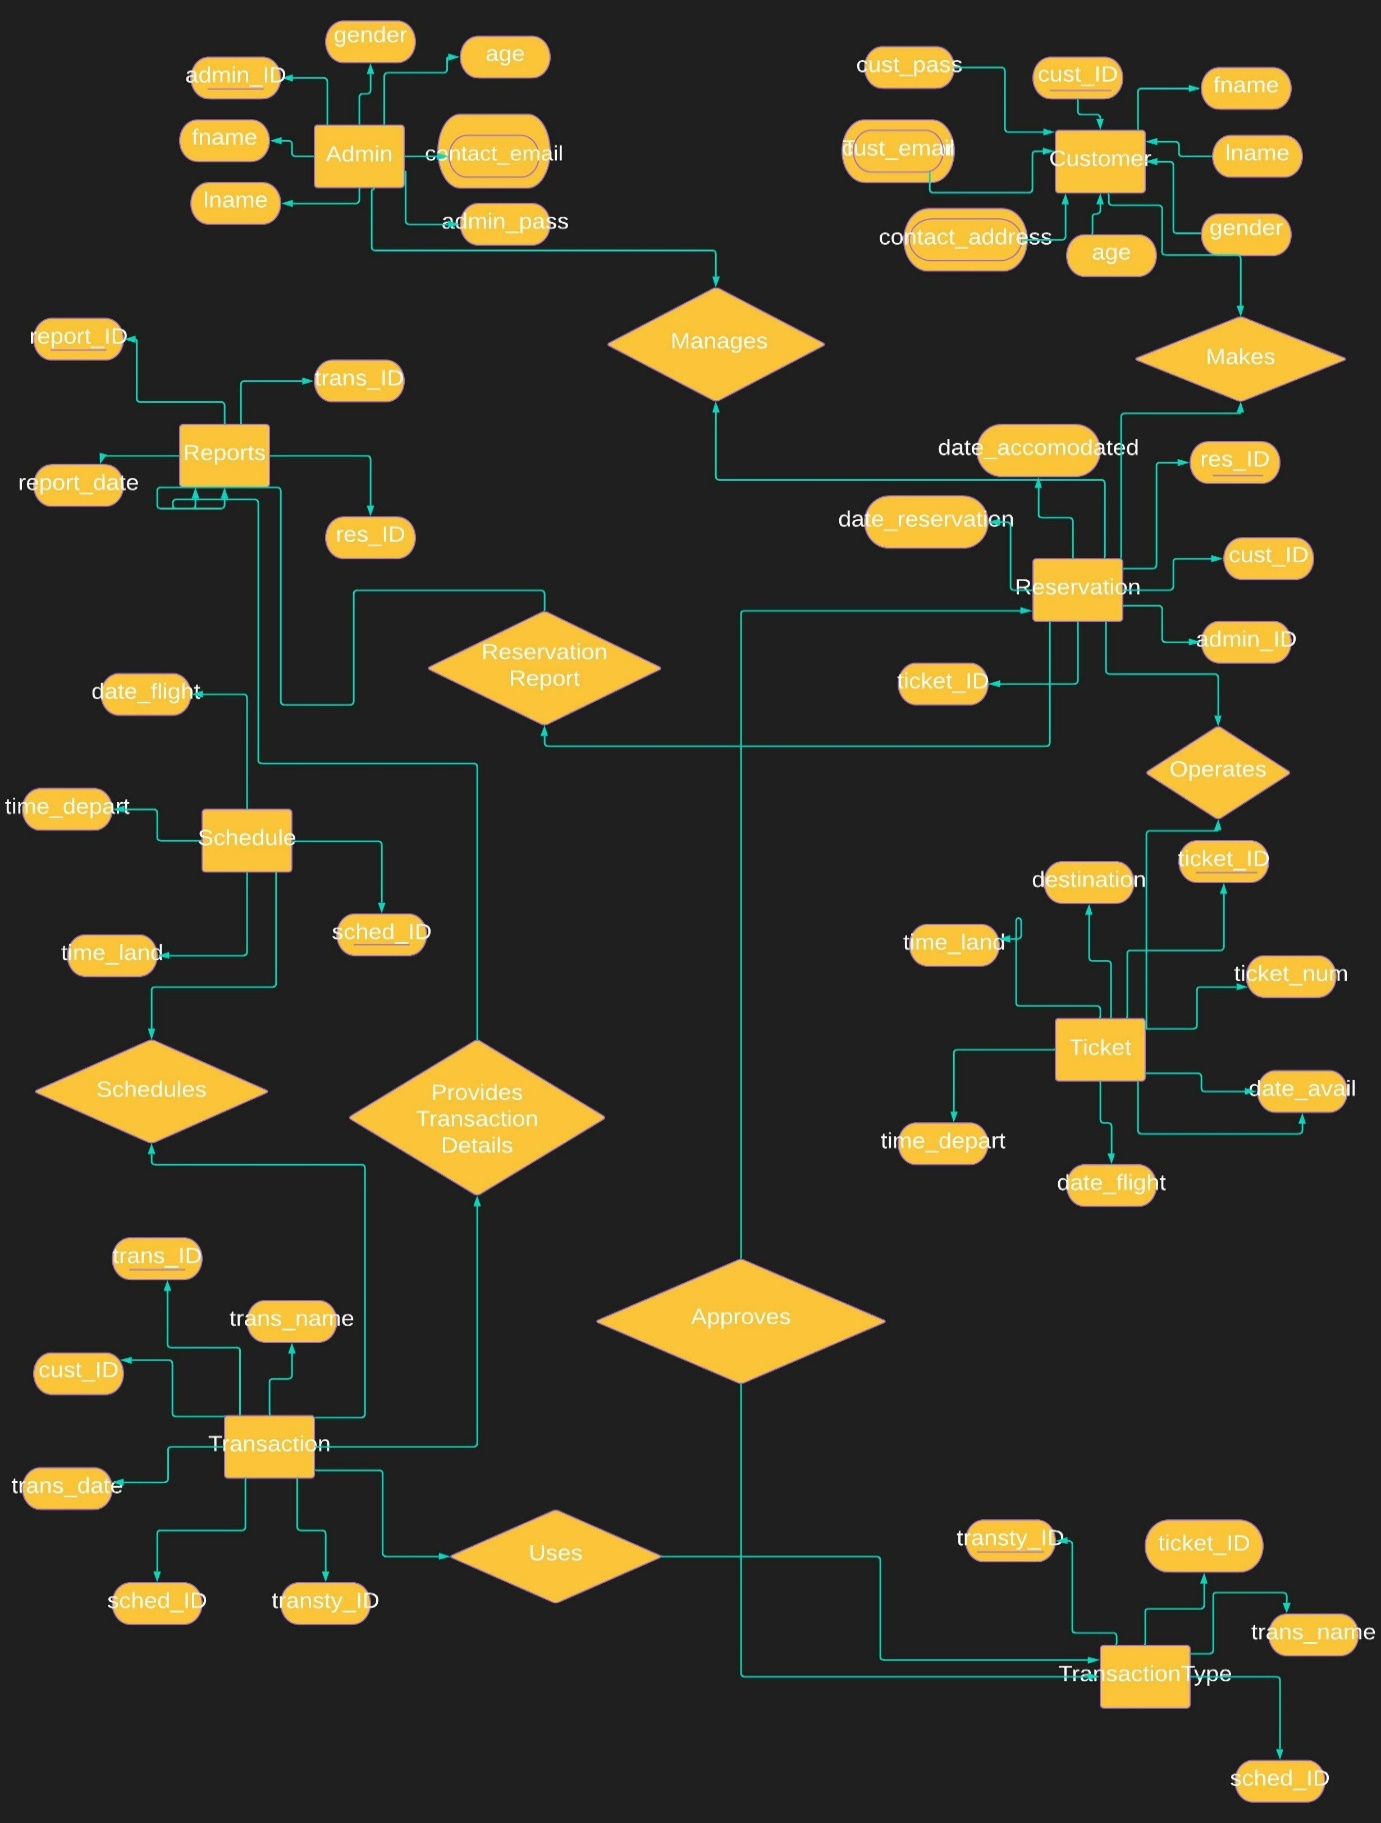 gender
age
admin_ID
fname
Admin
contact_email
lname
admin_pass
cust_pass
cust_ID
fname
cust_email
Customer
lname
contact_address
age
gender
Manages
Makes
report_ID
trans_ID
Reports
report_date
res_ID
date_accomodated
res_ID
date_reservation
cust_ID
Reservation
admin_ID
ticket_ID
Reservation
Report
Operates
date_flight
time_depart
Schedule
time_land
sched_ID
destination
ticket_ID
time_land
ticket_num
Ticket
date_avail
time_depart
date_flight
Schedules
Provides
Transaction
Details
trans_ID
trans_name
cust_ID
Transaction
trans_date
sched_ID
transty_ID
Approves
Uses
transty_ID
ticket_ID
trans_name
TransactionType
sched_ID